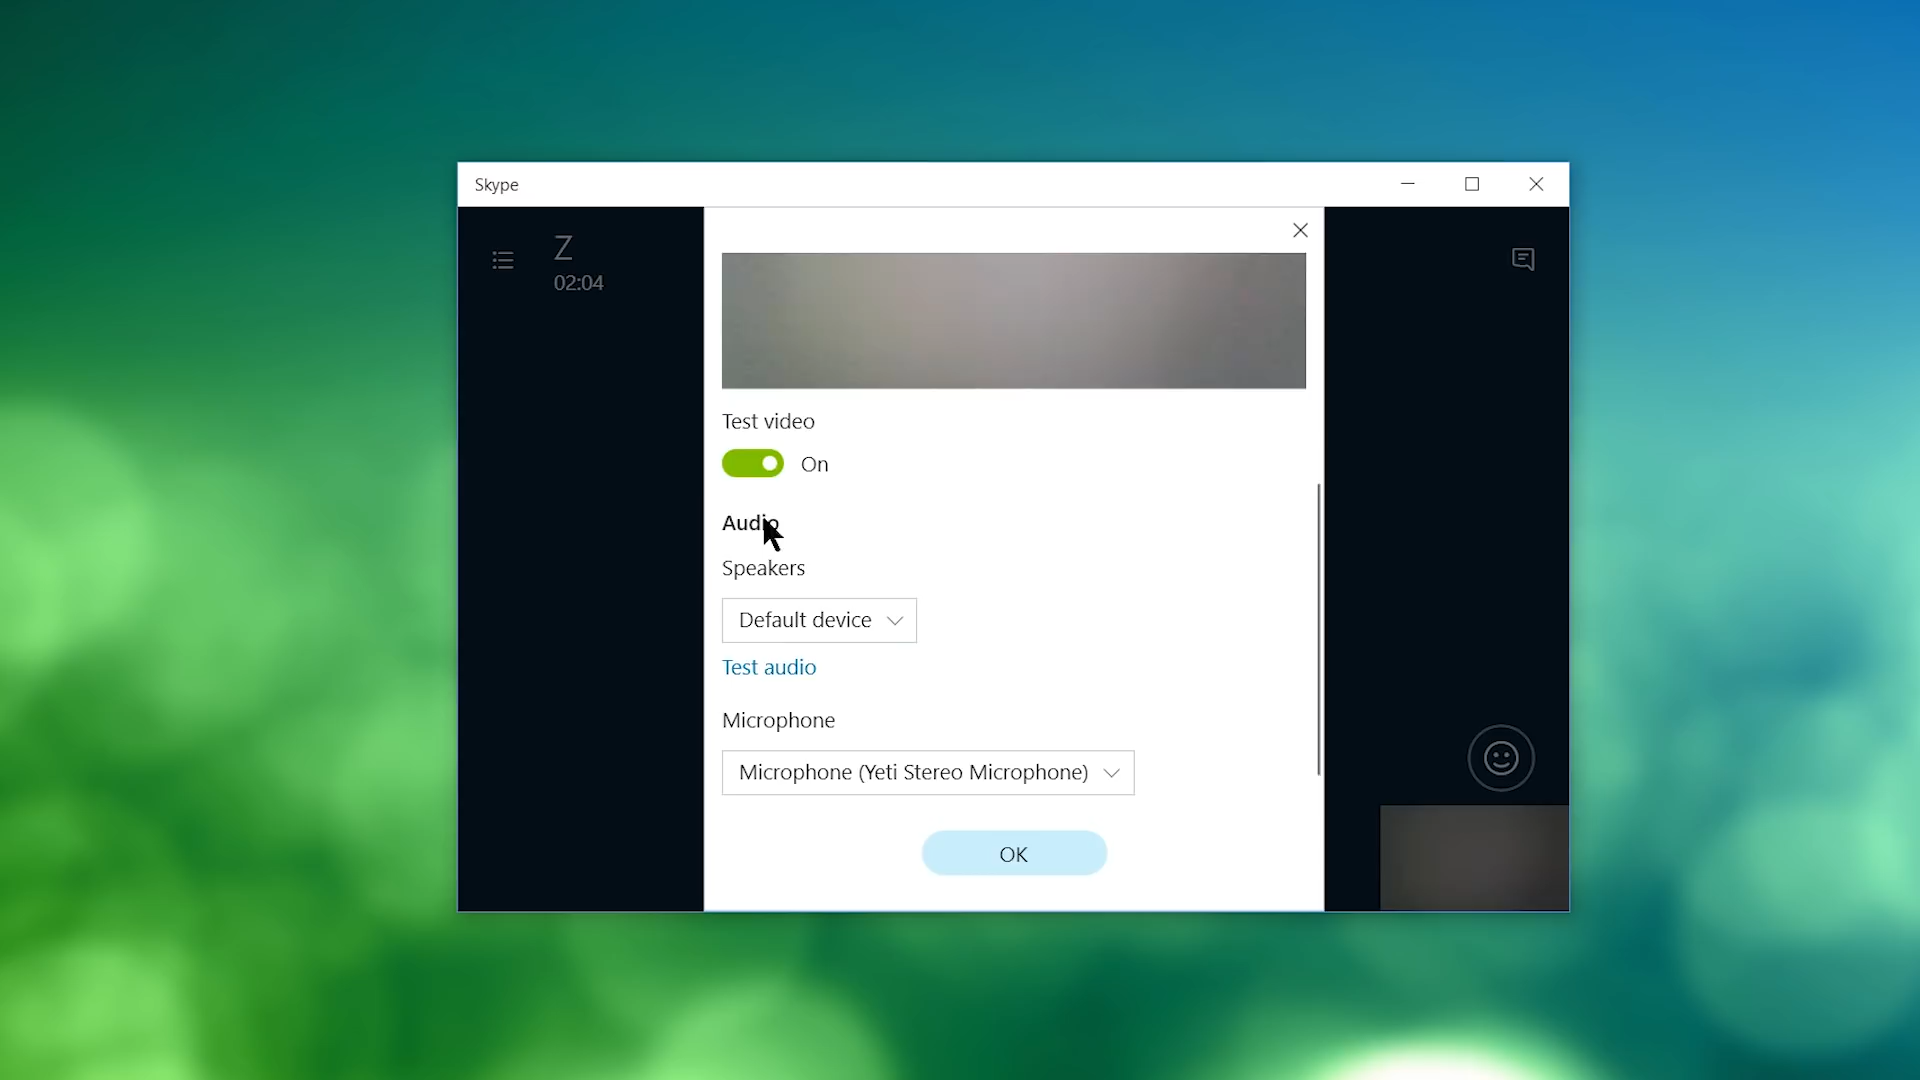 Skype
Z
02:04
Test video
On
Audio
Speakers
Default device
Test audio
Microphone
Microphone (Yeti Stereo Microphone)
OK